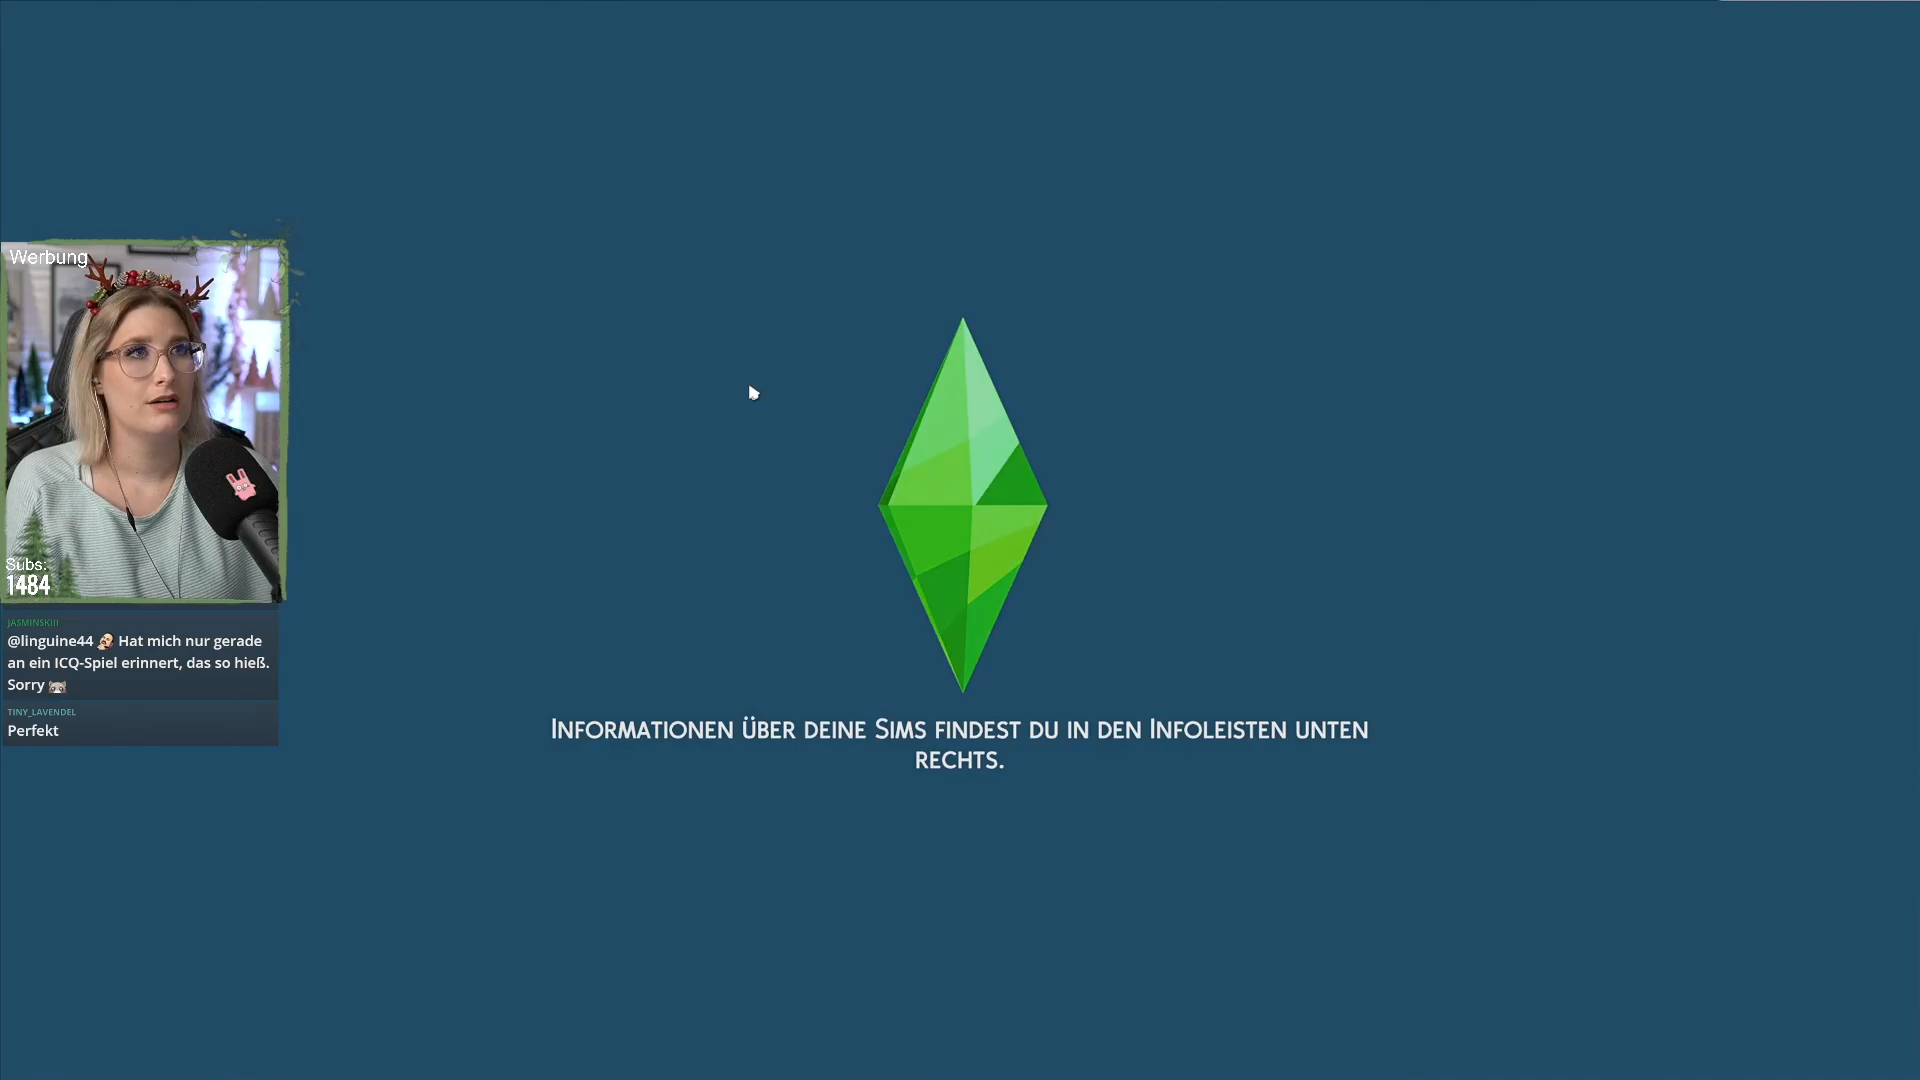 Werbung
Subs:
1484
JASMINSKIII
@linguine44 Hat mich nur gerade
an ein ICQ-Spiel erinnert, das so hieß.
Sorry
TINY_LAVENDEL
Perfekt
Informationen über deine Sims findest du in den Infoleisten unten
rechts.